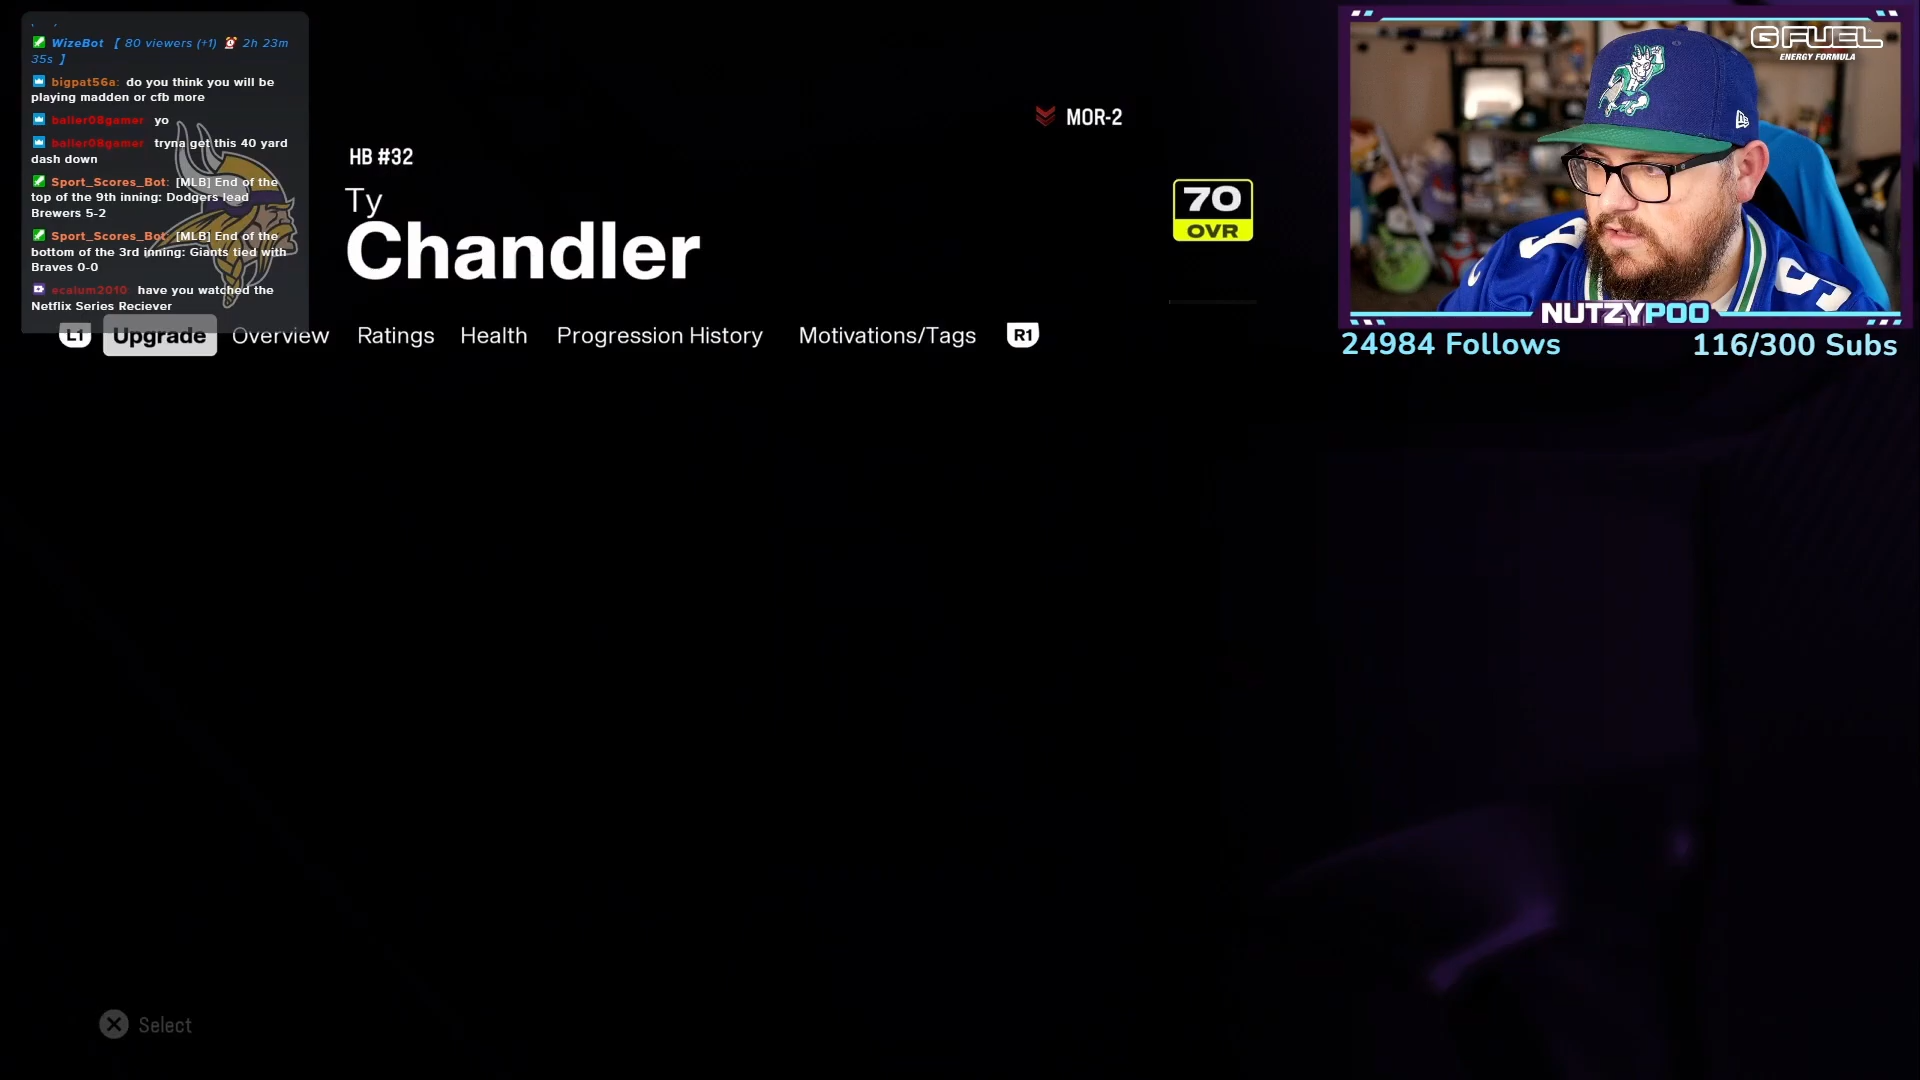 WizeBot [ 80 viewers (+1) ⏰ 2h 23m
35s ]
bigpat56a: do you think you will be
playing madden or cfb more
baller08gamer yo
baller08gamer tryna get this 40 yard
dash down
Sport_Scores_Bot: [MLB] End of the
top of the 9th inning: Dodgers lead
Brewers 5-2
Sport_Scores_Bot: [MLB] End of the
bottom of the 3rd inning: Giants tied with
Braves 0-0
ecalum2010: have you watched the
Netflix Series Reciever
HB #32
Ty
Chandler
MOR-2
70
OVR
L1 Upgrade Overview Ratings Health Progression History Motivations/Tags R1
G FUEL
ENERGY FORMULA
NUTZYPOO
24984 Follows 116/300 Subs
Select